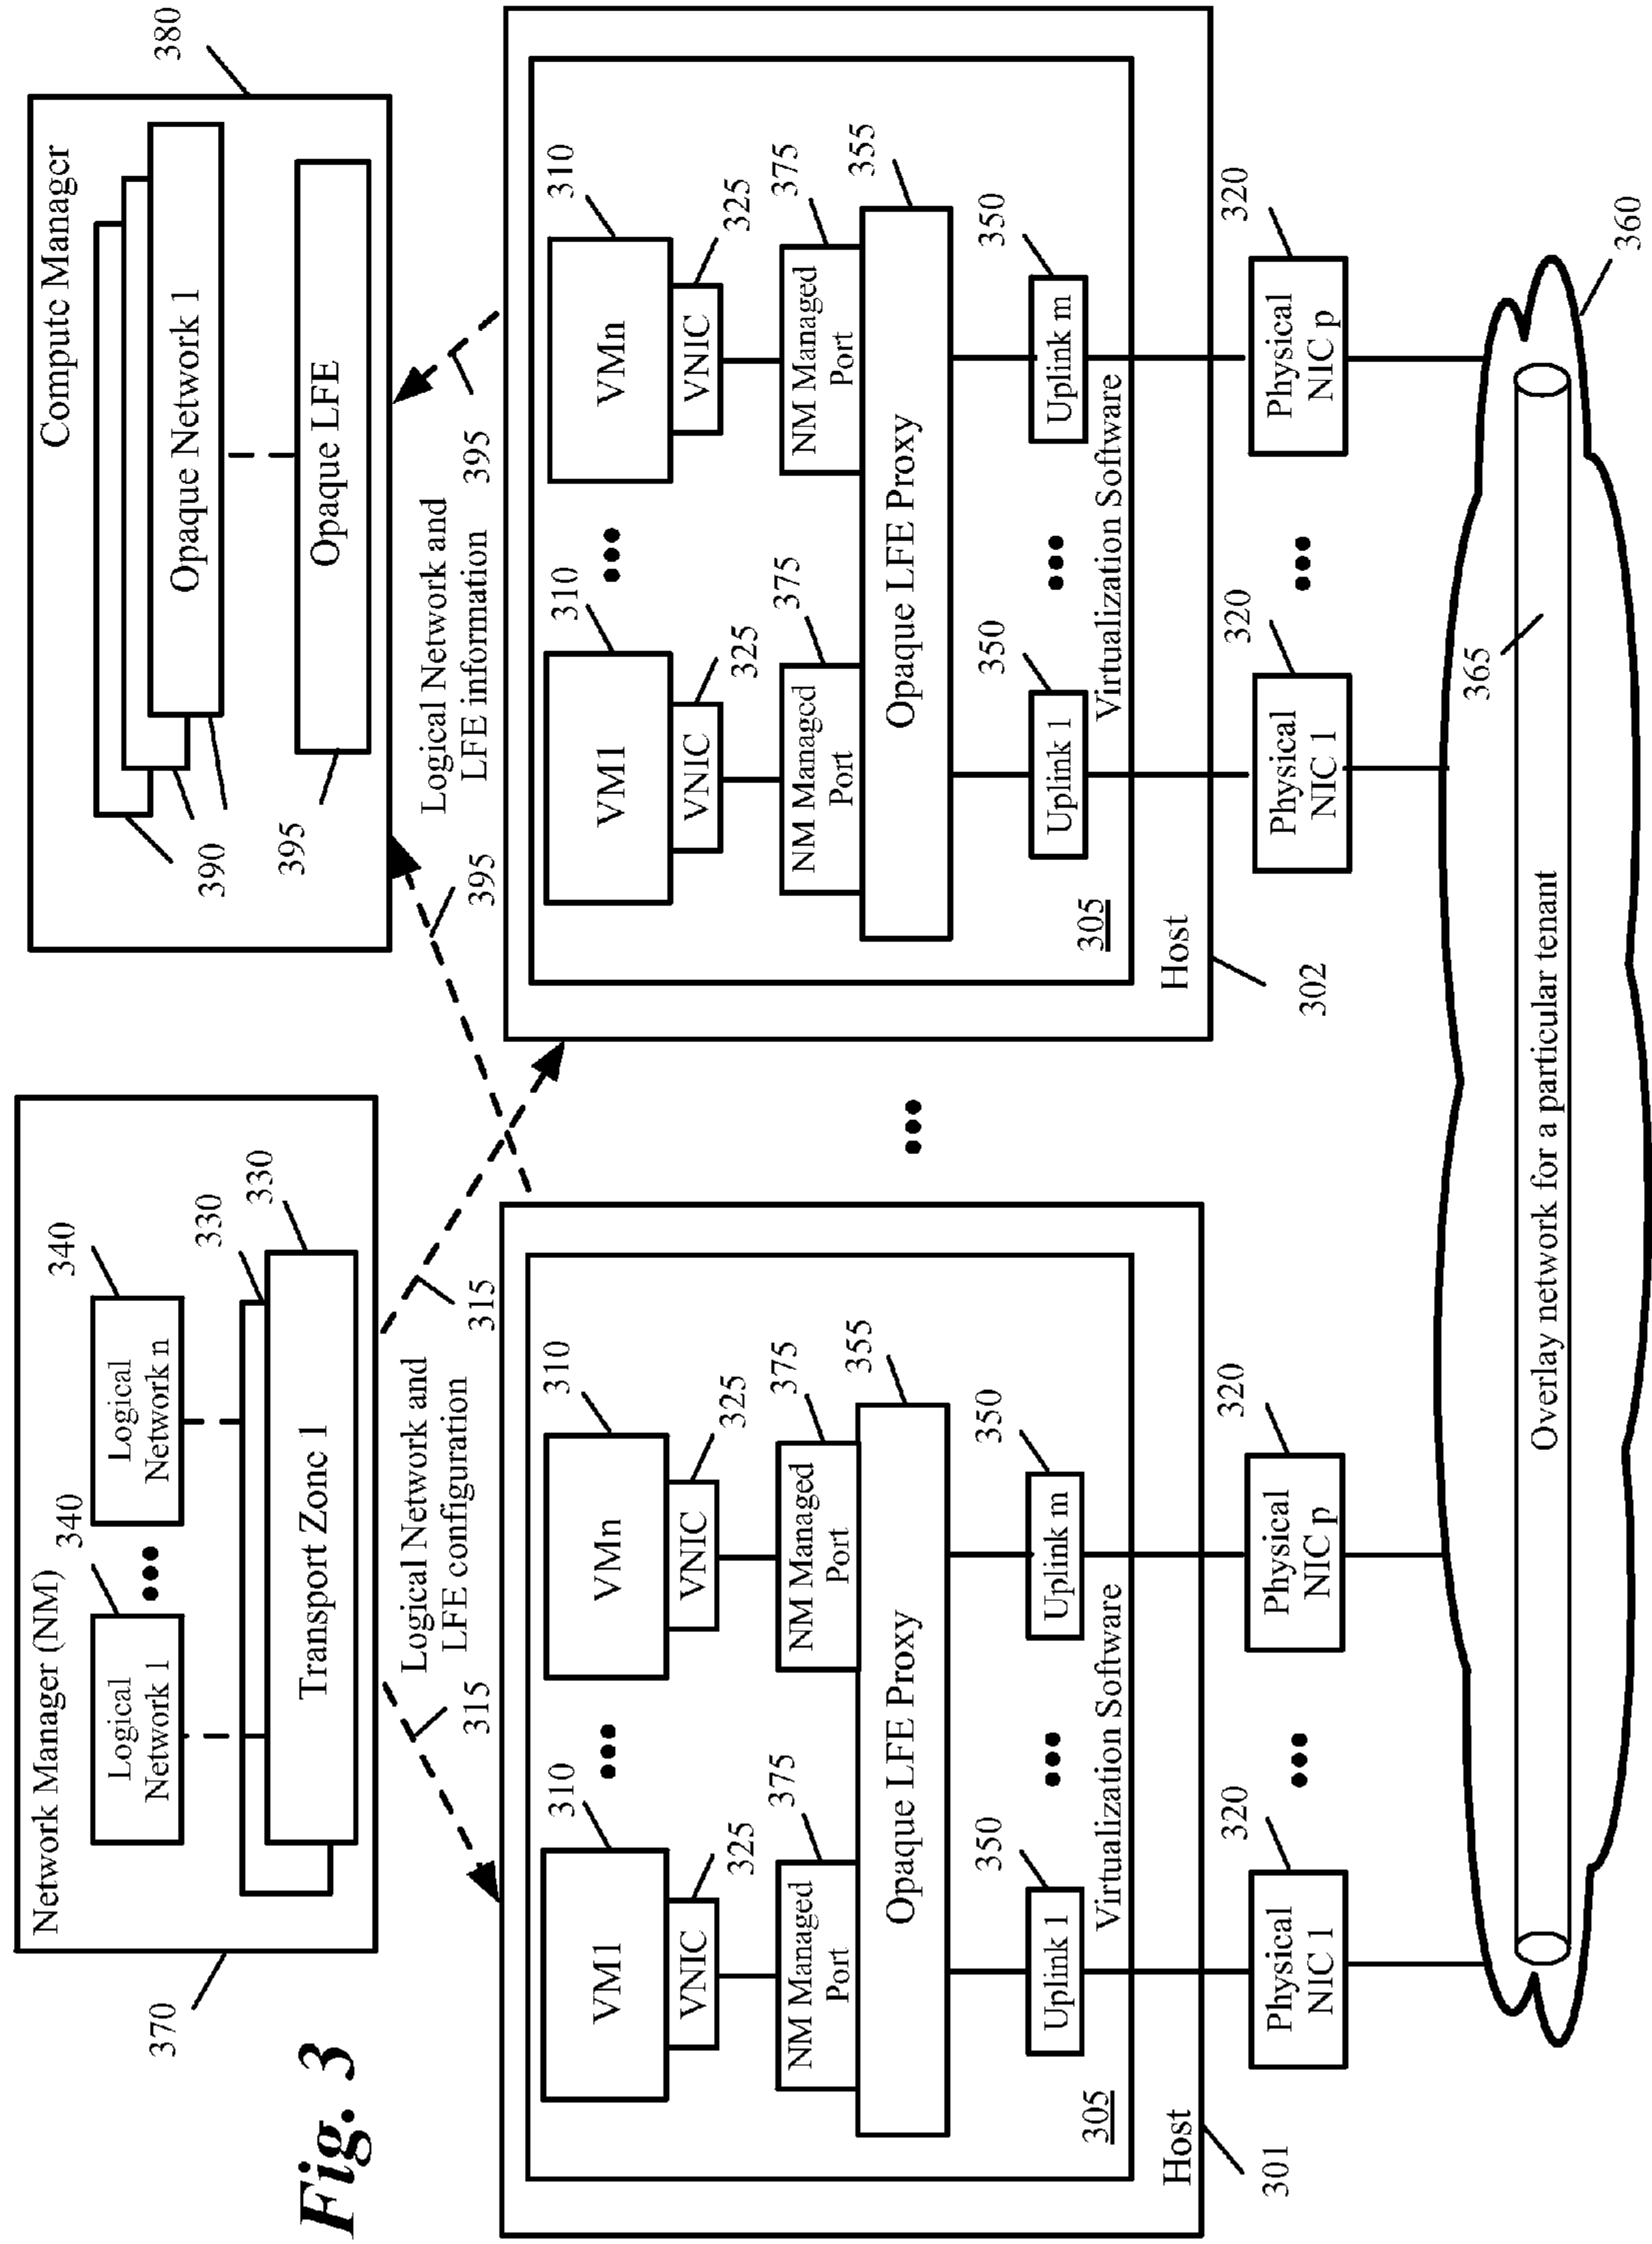 Fig. 3
370
Network Manager (NM)
340
340
Logical
Network 1
Logical
Network n
330
330
Transport Zone 1
380
Compute Manager
Opaque Network 1
390
Opaque LFE
395
315
Logical Network and
LFE configuration
315
395
Logical Network and
LFE information
395
310
VM1
310
VMn
325
VNIC
325
VNIC
375
NM Managed
Port
375
NM Managed
Port
355
Opaque LFE Proxy
350
Uplink 1
350
Uplink m
305
Virtualization Software
Host
301
320
Physical
NIC 1
320
Physical
NIC p
310
VM1
310
VMn
325
VNIC
325
VNIC
375
NM Managed
Port
375
NM Managed
Port
355
Opaque LFE Proxy
350
Uplink 1
350
Uplink m
305
Virtualization Software
Host
302
320
Physical
NIC 1
320
Physical
NIC p
Overlay network for a particular tenant
365
360